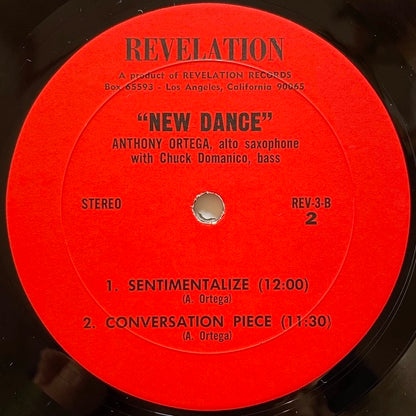 REVELATION
A product of REVELATION RECORDS
Box 65593 - Los Angeles, California 90065
"NEW DANCE"
ANTHONY ORTEGA, alto saxophone
with Chuck Domanico, bass
STEREO
REV-3-B
2
1. SENTIMENTALIZE (12:00)
(A. Ortega)
2. CONVERSATION PIECE (11:30)
(A. Ortega)